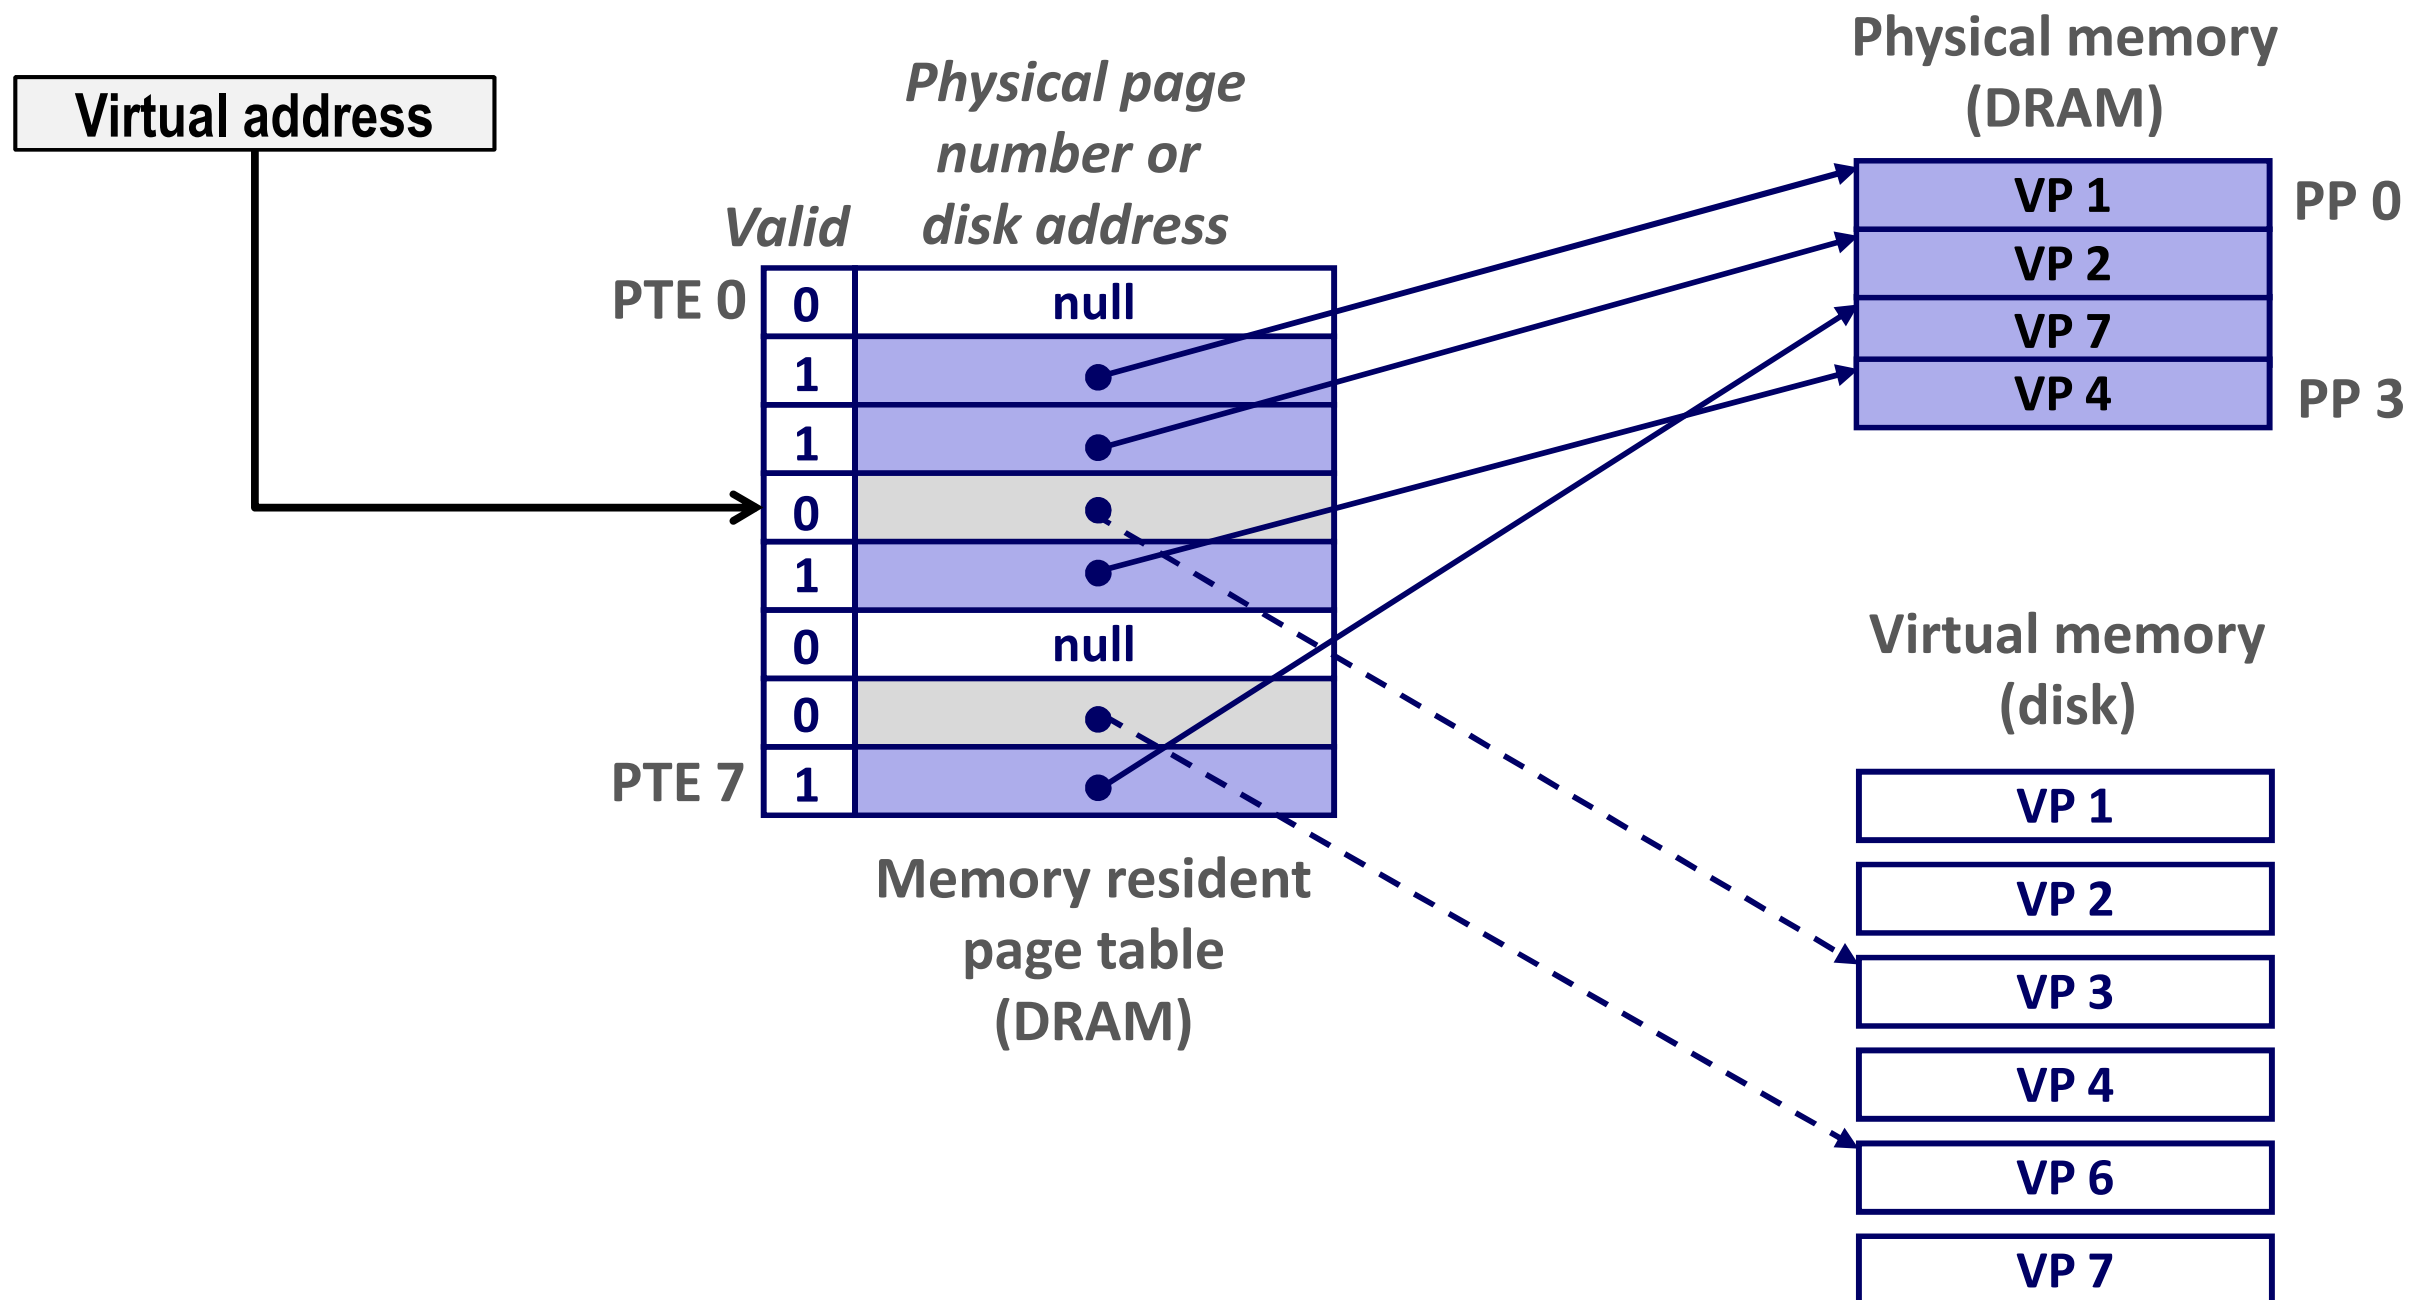 Virtual address
Physical page
number or
disk address
Valid
PTE 0
0
null
1
1
0
1
0
null
0
PTE 7
1
Memory resident
page table
(DRAM)
Physical memory
(DRAM)
VP 1
PP 0
VP 2
VP 7
VP 4
PP 3
Virtual memory
(disk)
VP 1
VP 2
VP 3
VP 4
VP 6
VP 7